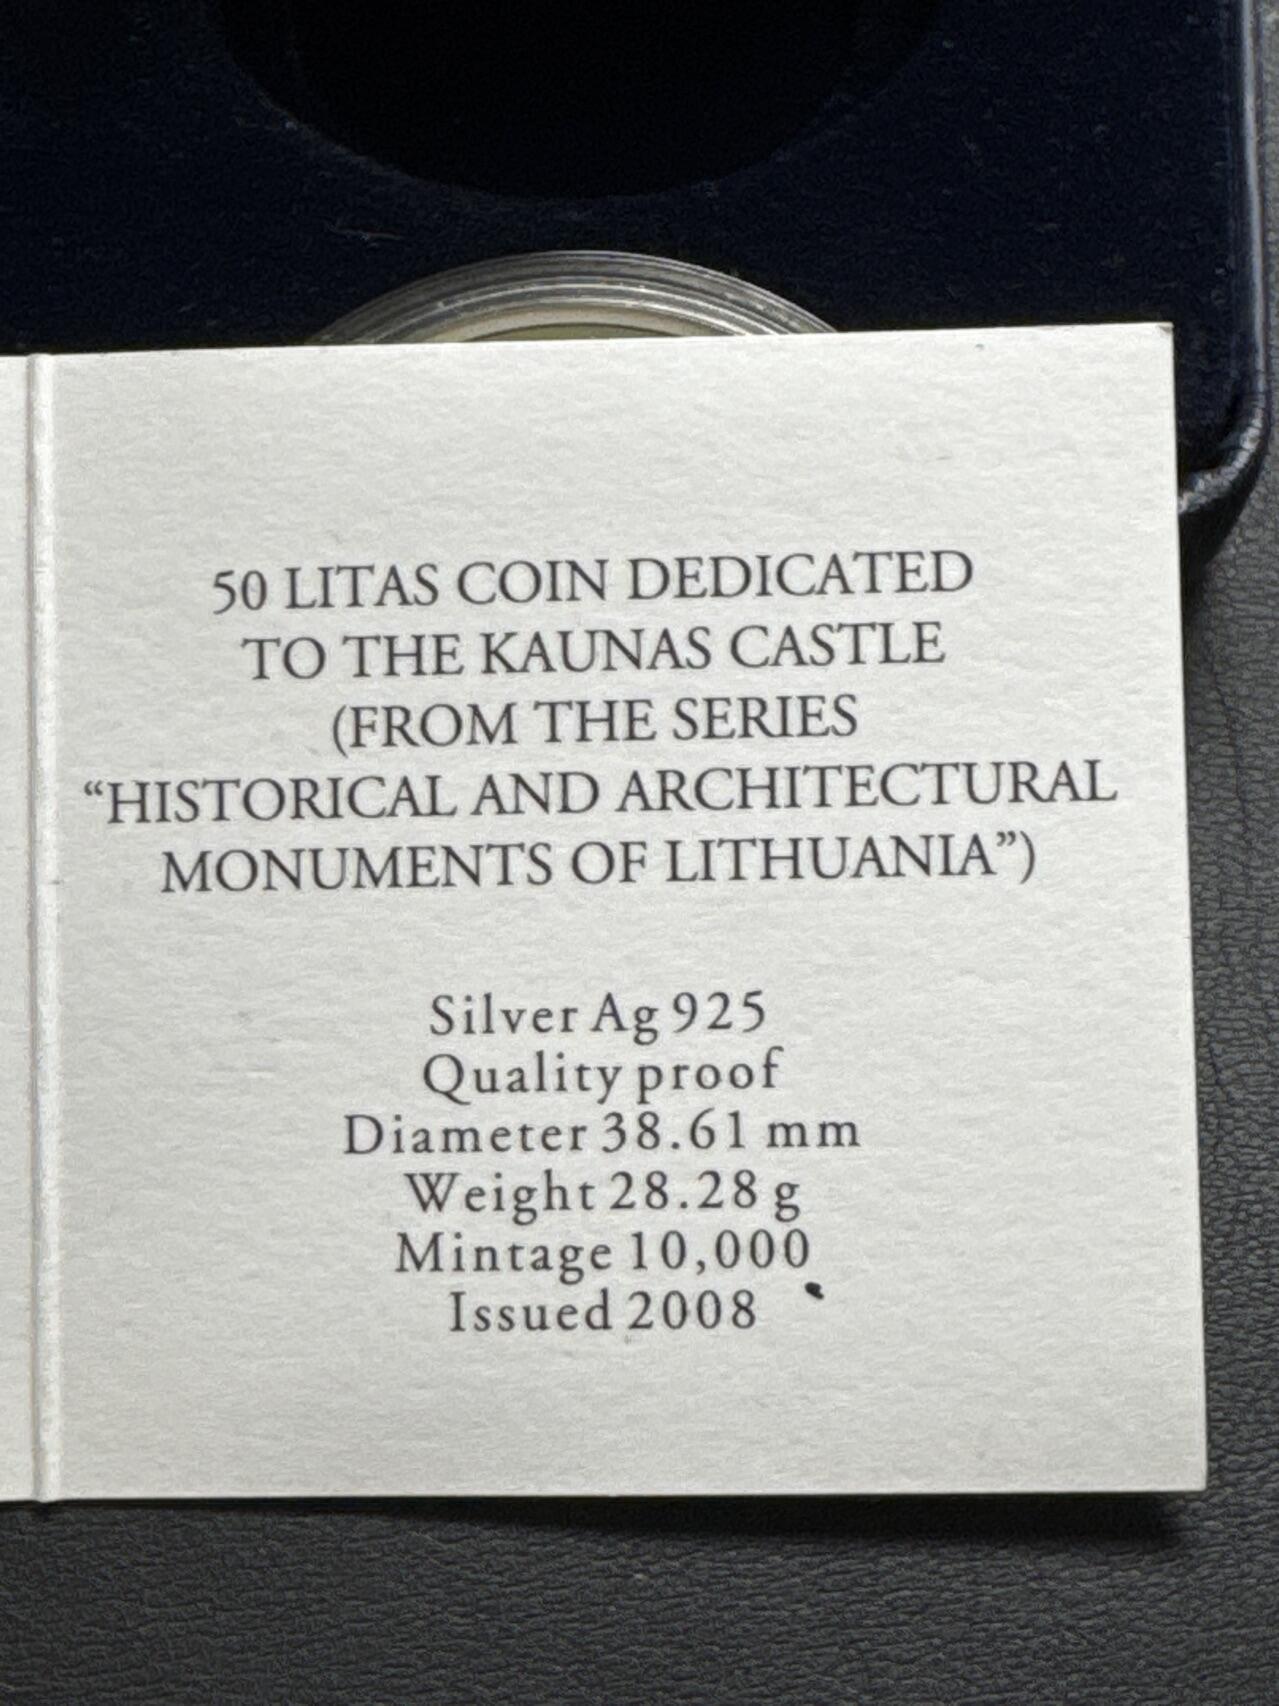 50 LITAS COIN DEDICATED
TO THE KAUNAS CASTLE
(FROM THE SERIES
“HISTORICAL AND ARCHITECTURAL
MONUMENTS OF LITHUANIA”)
Silver Ag 925
Quality proof
Diameter 38.61 mm
Weight 28.28 g
Mintage 10,000
Issued 2008